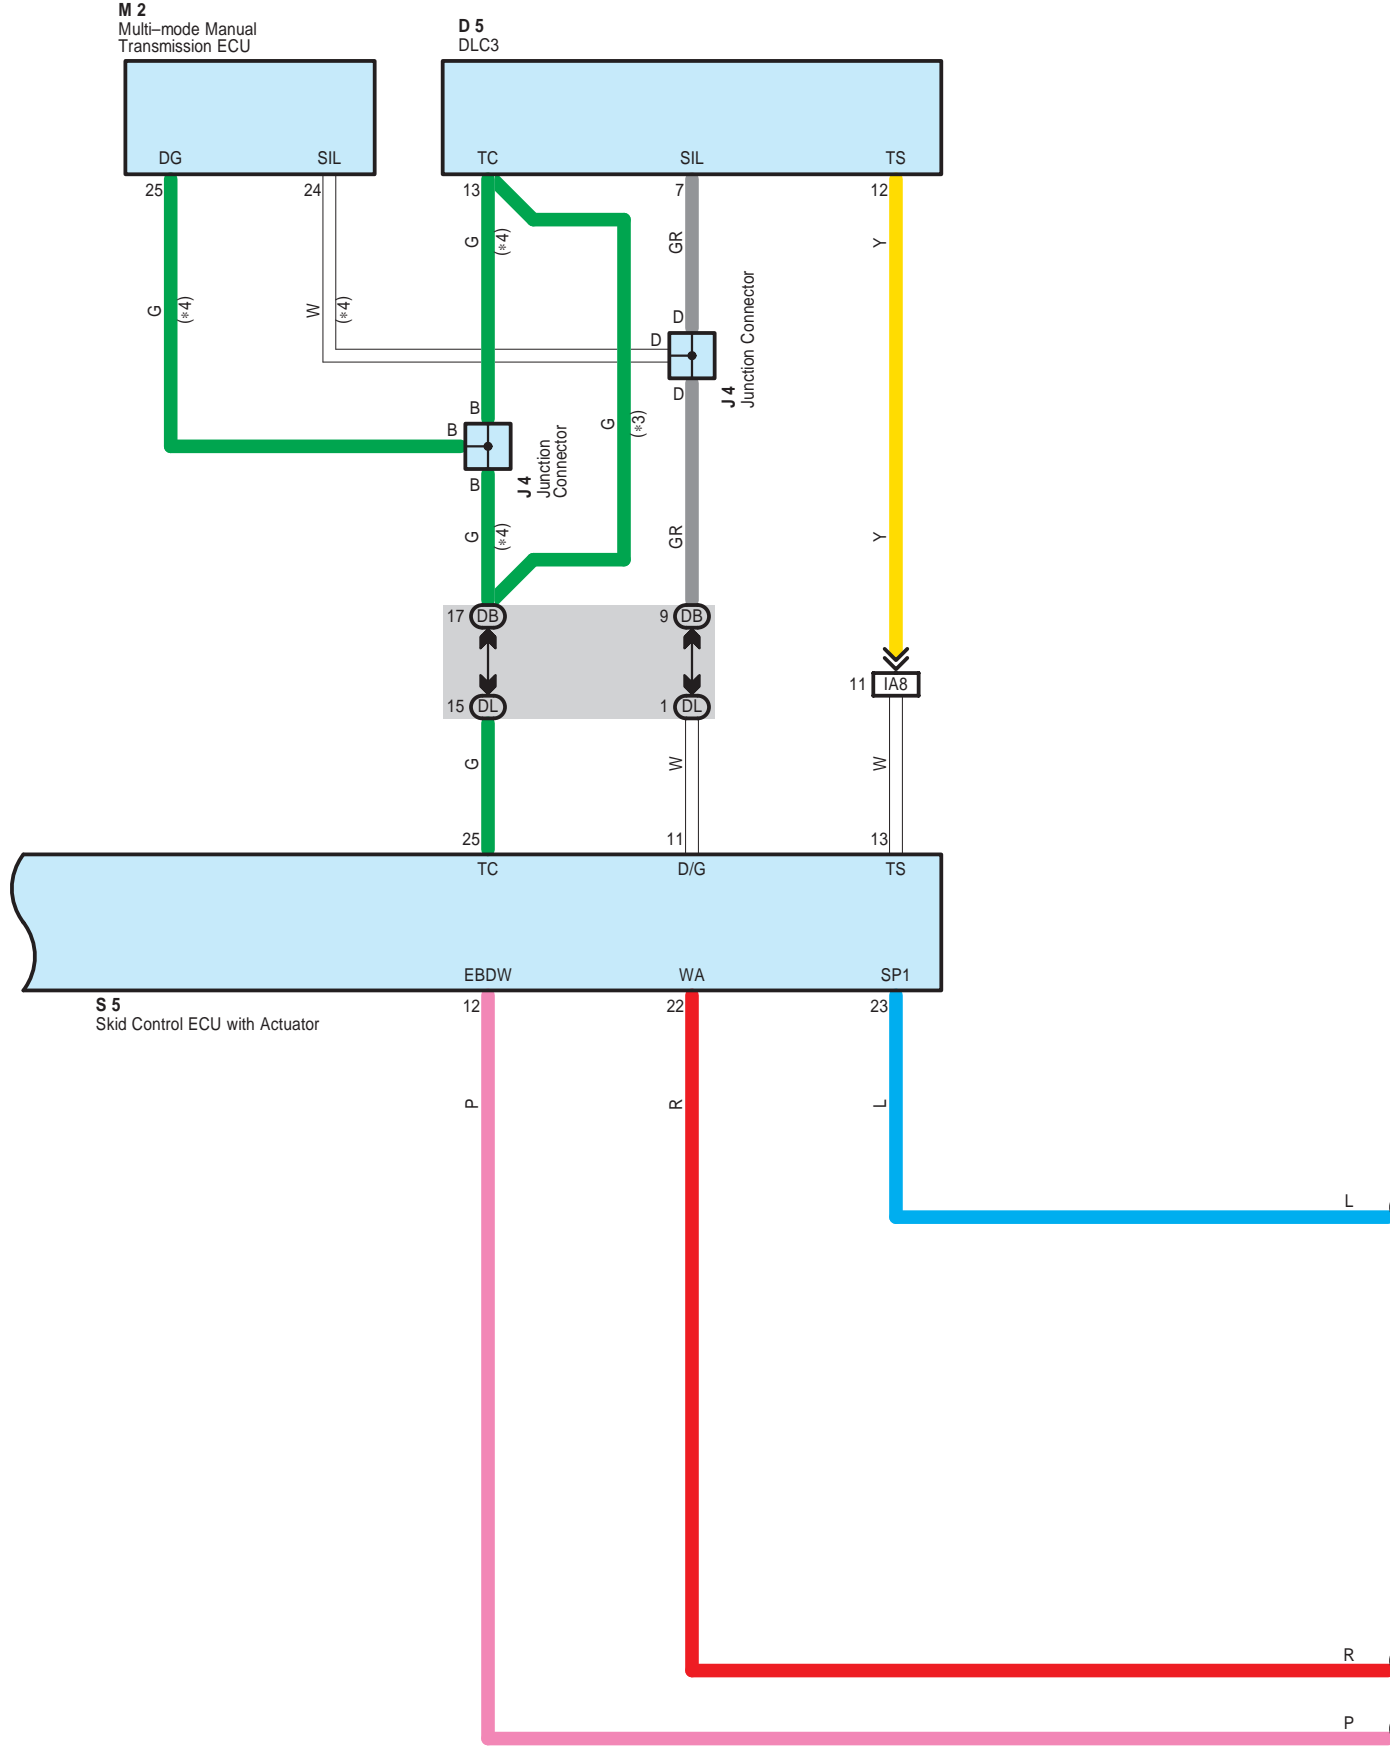 M 2
Multi–mode Manual
Transmission ECU
D 5
DLC3
DG
SIL
TC
SIL
TS
25
24
13
7
12
G
(*4)
W
(*4)
G
(*4)
GR
Y
D
D
D
J 4
Junction Connector
B
B
B
J 4
Junction
Connector
G
(*3)
G
(*4)
GR
Y
17
DB
9
DB
11
IA8
15
DL
1
DL
G
W
W
25
11
13
TC
D/G
TS
EBDW
WA
SP1
S 5
Skid Control ECU with Actuator
12
22
23
P
R
L
L
R
P